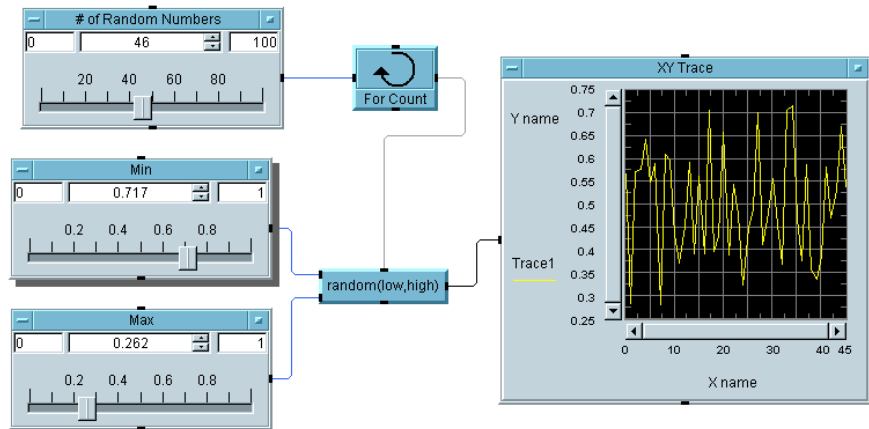 # of Random Numbers
0 46 100
20 40 60 80
For Count
Min
0 0.717 1
0.2 0.4 0.6 0.8
Max
0 0.262 1
0.2 0.4 0.6 0.8
random(low,high)
XY Trace
Y name
Trace1
0.75
0.7
0.65
0.6
0.55
0.5
0.45
0.4
0.35
0.3
0.25
0 10 20 30 40 45
X name